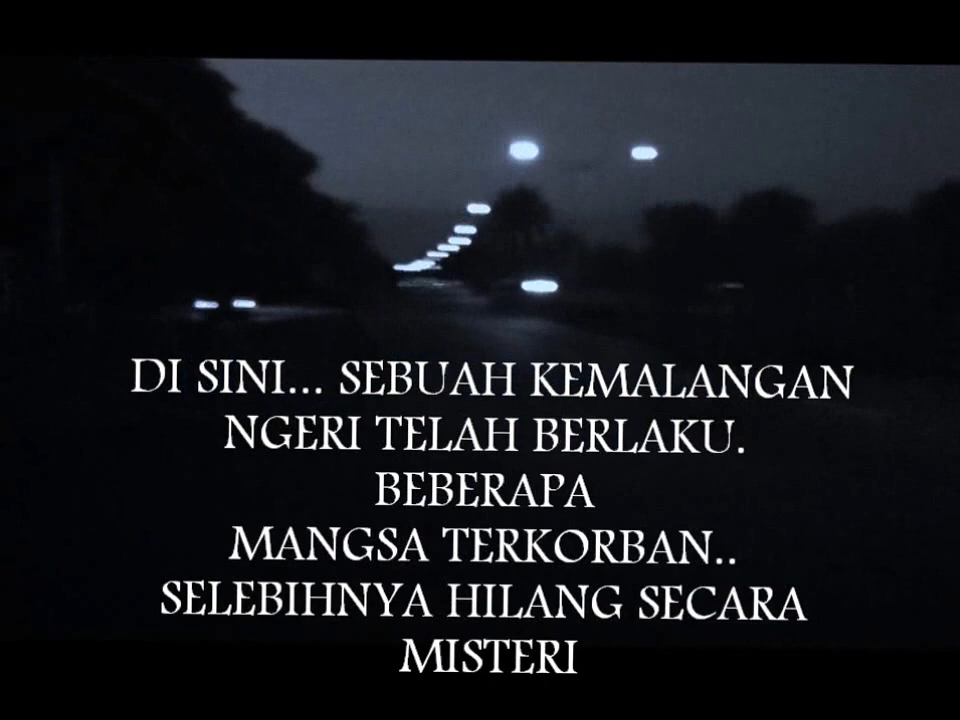 DI SINI... SEBUAH KEMALANGAN
NGERI TELAH BERLAKU.
BEBERAPA
MANGSA TERKORBAN..
SELEBIHNYA HILANG SECARA
MISTERI